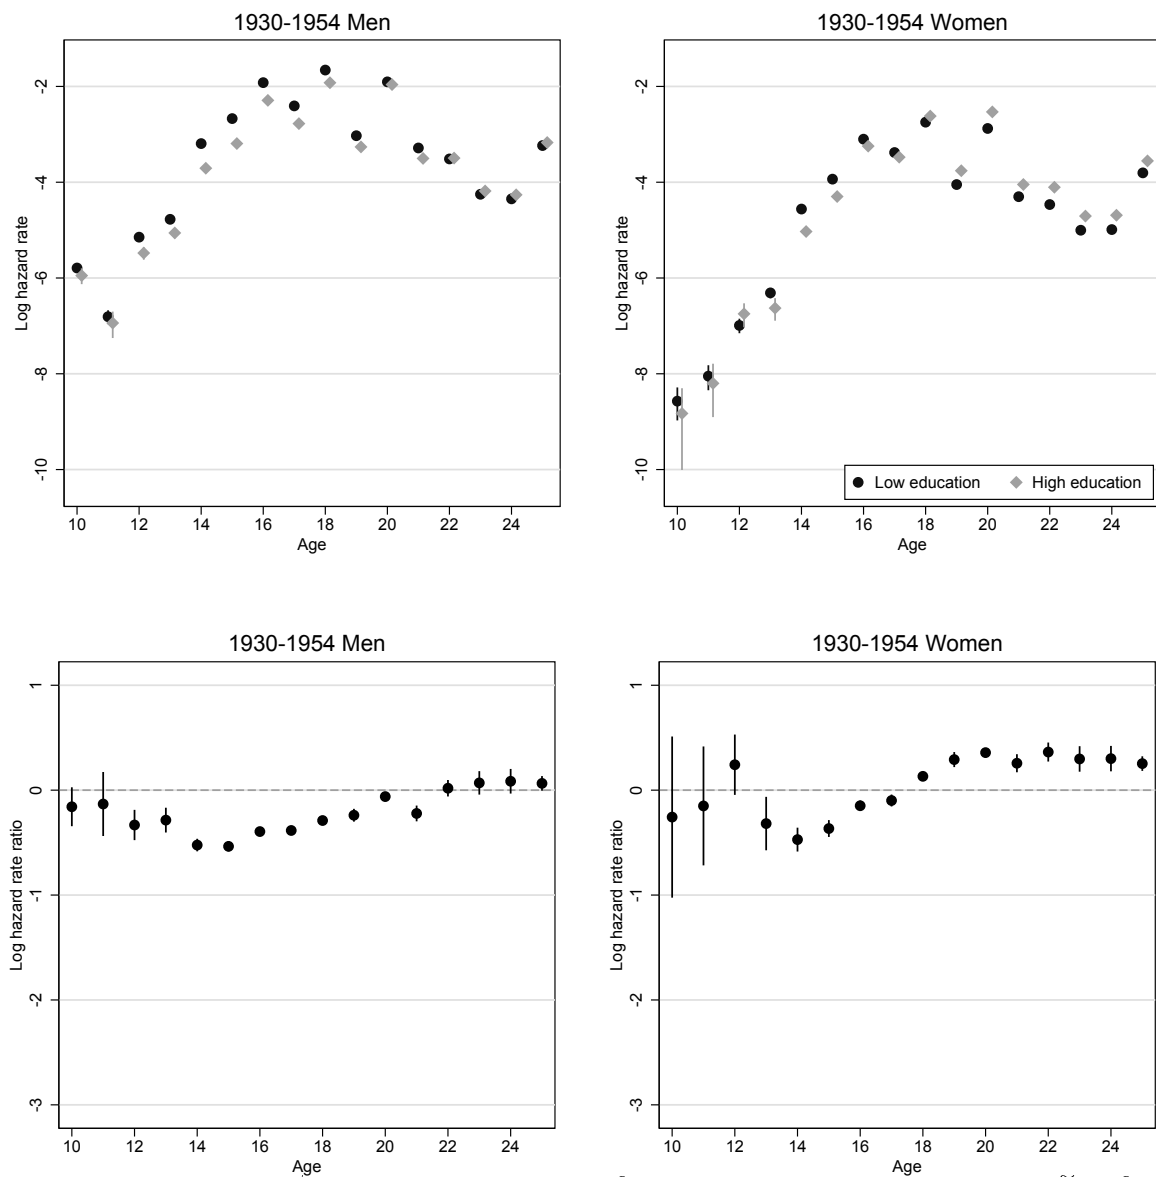 1930-1954 Men
Log hazard rate
-2
-4
-6
-8
-10
10 12 14 16 18 20 22 24
Age
1930-1954 Women
Log hazard rate
-2
-4
-6
-8
-10
Low education High education
10 12 14 16 18 20 22 24
Age
1930-1954 Men
Log hazard rate ratio
1
0
-1
-2
-3
10 12 14 16 18 20 22 24
Age
1930-1954 Women
Log hazard rate ratio
1
0
-1
-2
-3
10 12 14 16 18 20 22 24
Age